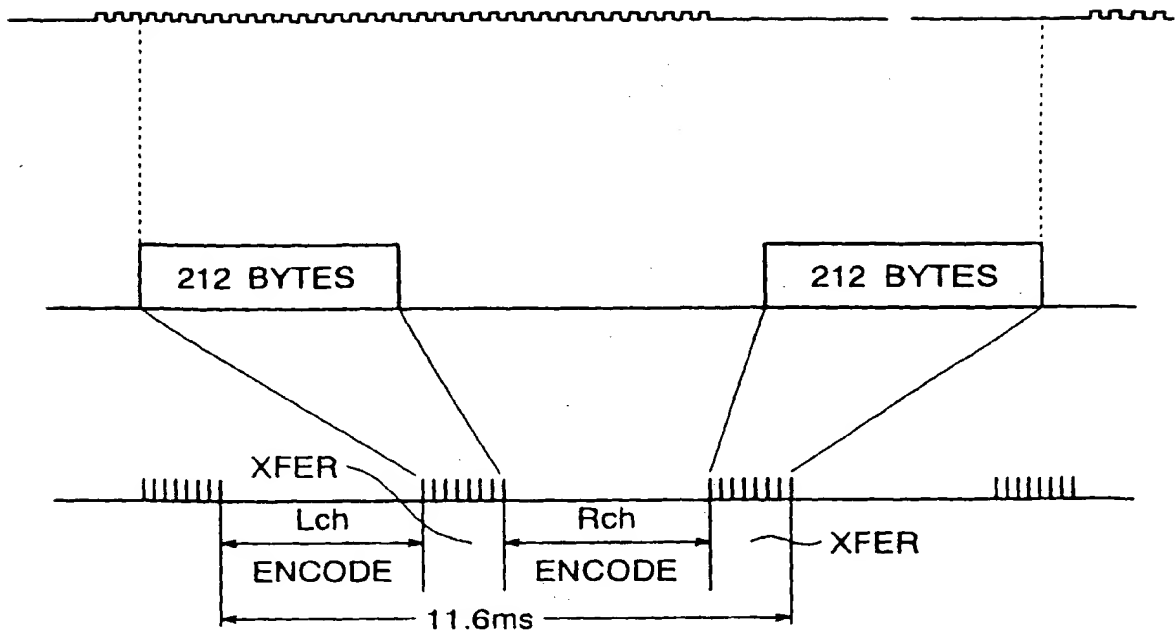 212 BYTES
212 BYTES
XFER
Lch
Rch
XFER
ENCODE
ENCODE
11.6ms